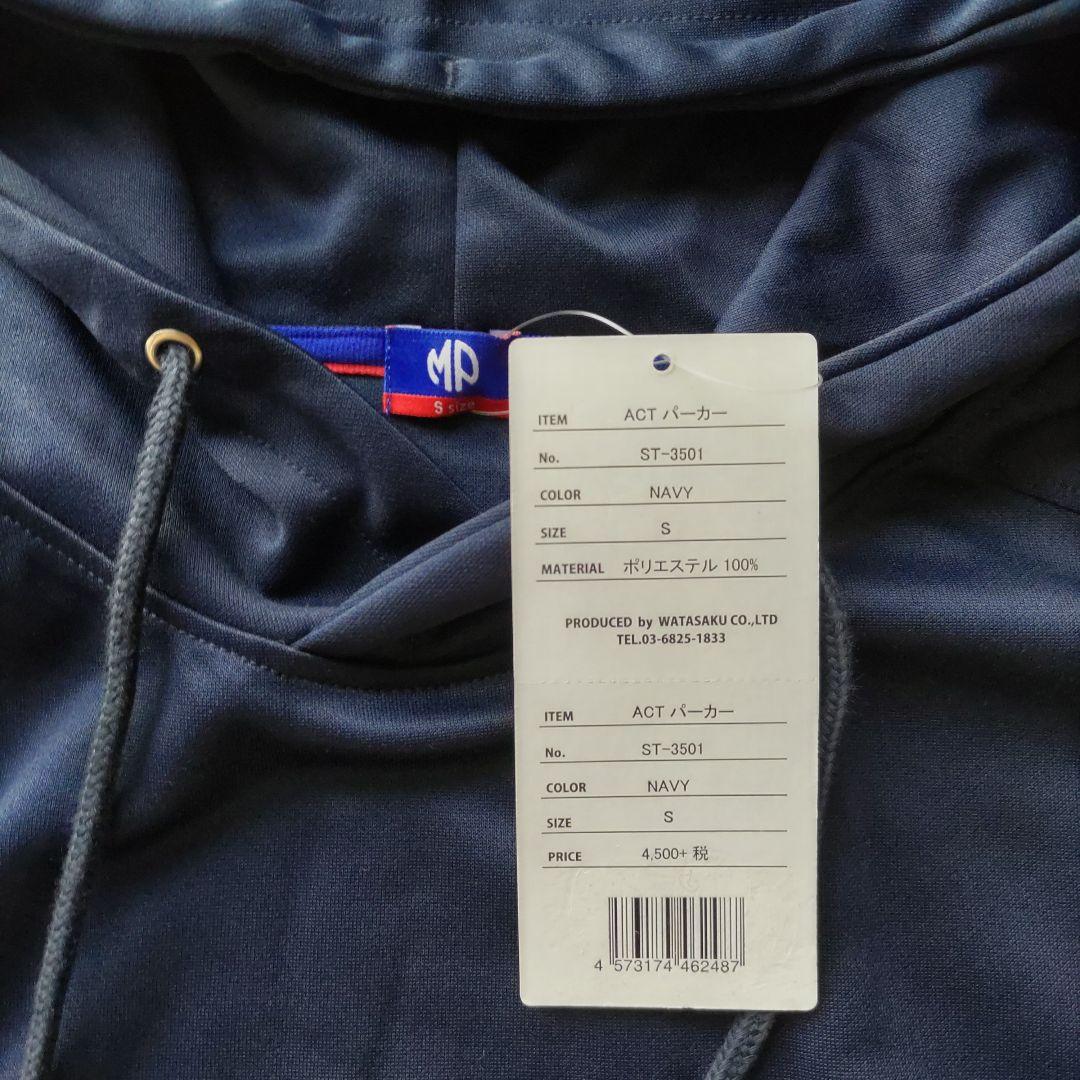 MP
S size
ITEM ACT パーカー
No. ST-3501
COLOR NAVY
SIZE S
MATERIAL ポリエステル 100%
PRODUCED by WATASAKU CO.,LTD
TEL.03-6825-1833
ITEM ACT パーカー
No. ST-3501
COLOR NAVY
SIZE S
PRICE 4,500+ 税
4 573174 462487